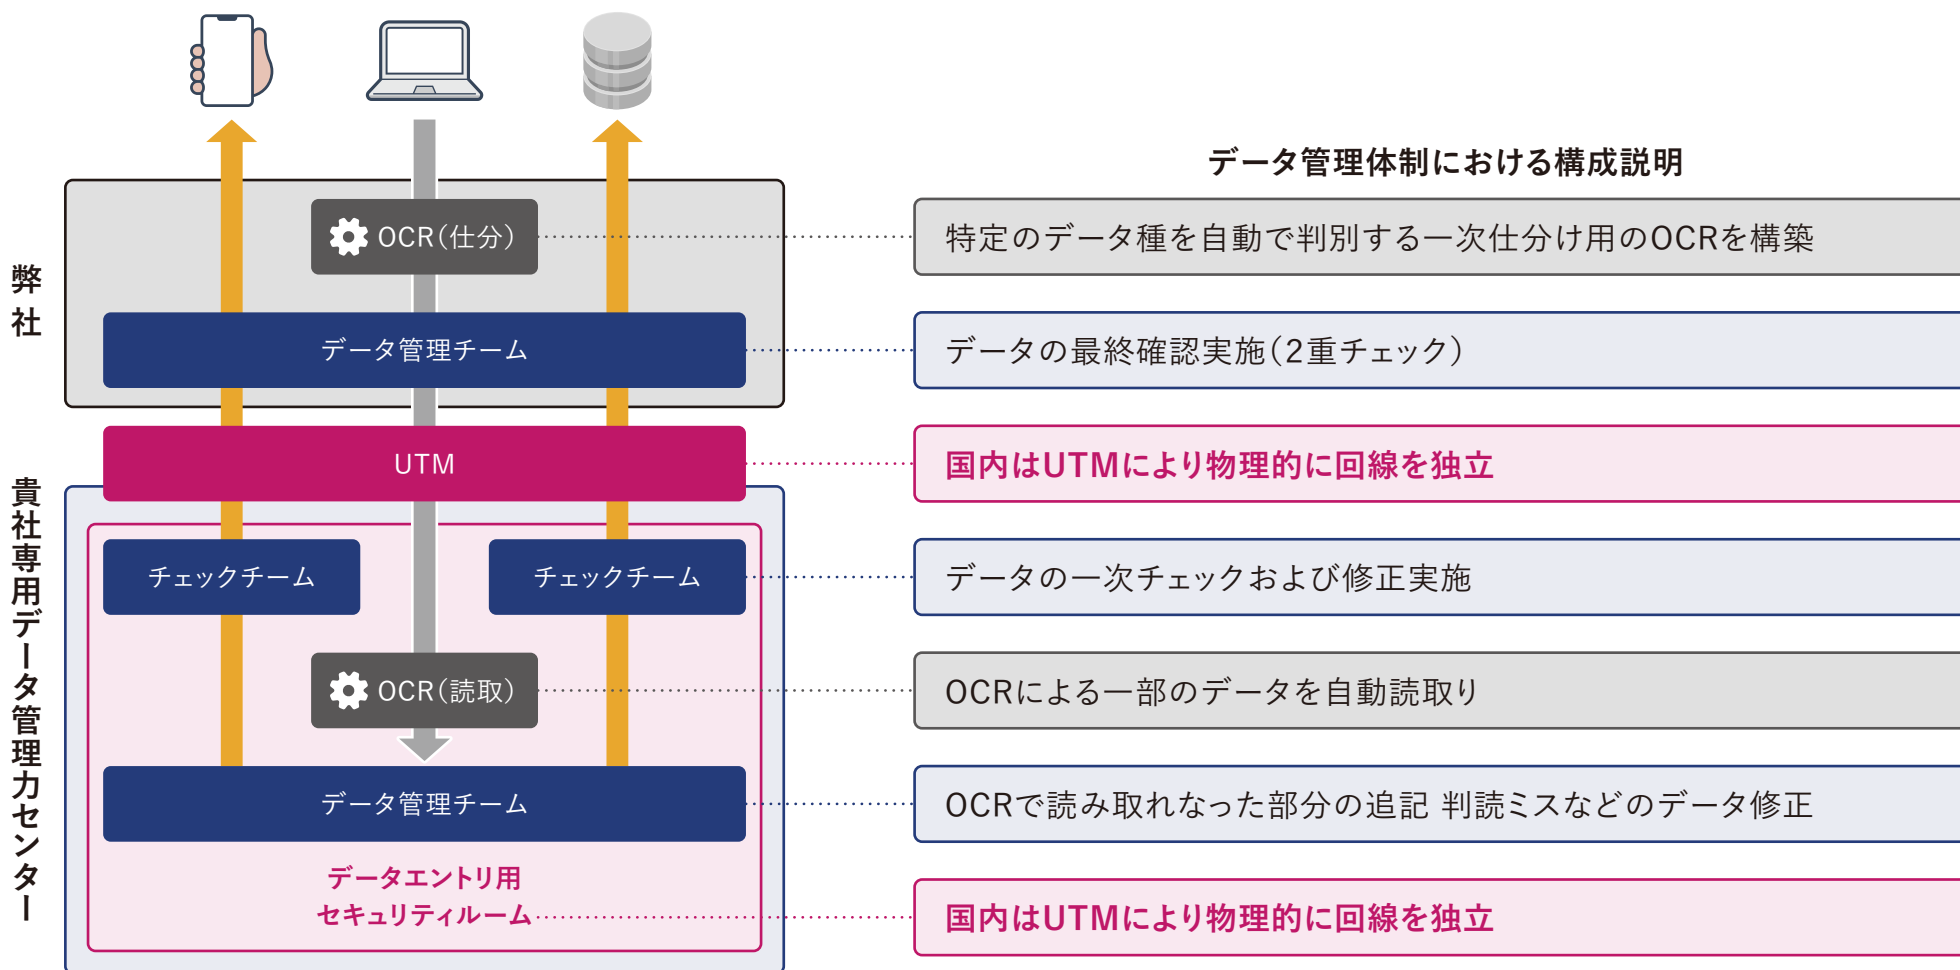 データ管理体制における構成説明
弊社
OCR（仕分）
特定のデータ種を自動で判別する一次仕分け用のOCRを構築
データ管理チーム
データの最終確認実施（2重チェック）
UTM
国内はUTMにより物理的に回線を独立
貴社専用データ管理力センター
チェックチーム
チェックチーム
データの一次チェックおよび修正実施
OCR（読取）
OCRによる一部のデータを自動読取り
データ管理チーム
OCRで読み取れなった部分の追記 判読ミスなどのデータ修正
データエントリ用
セキュリティルーム
国内はUTMにより物理的に回線を独立